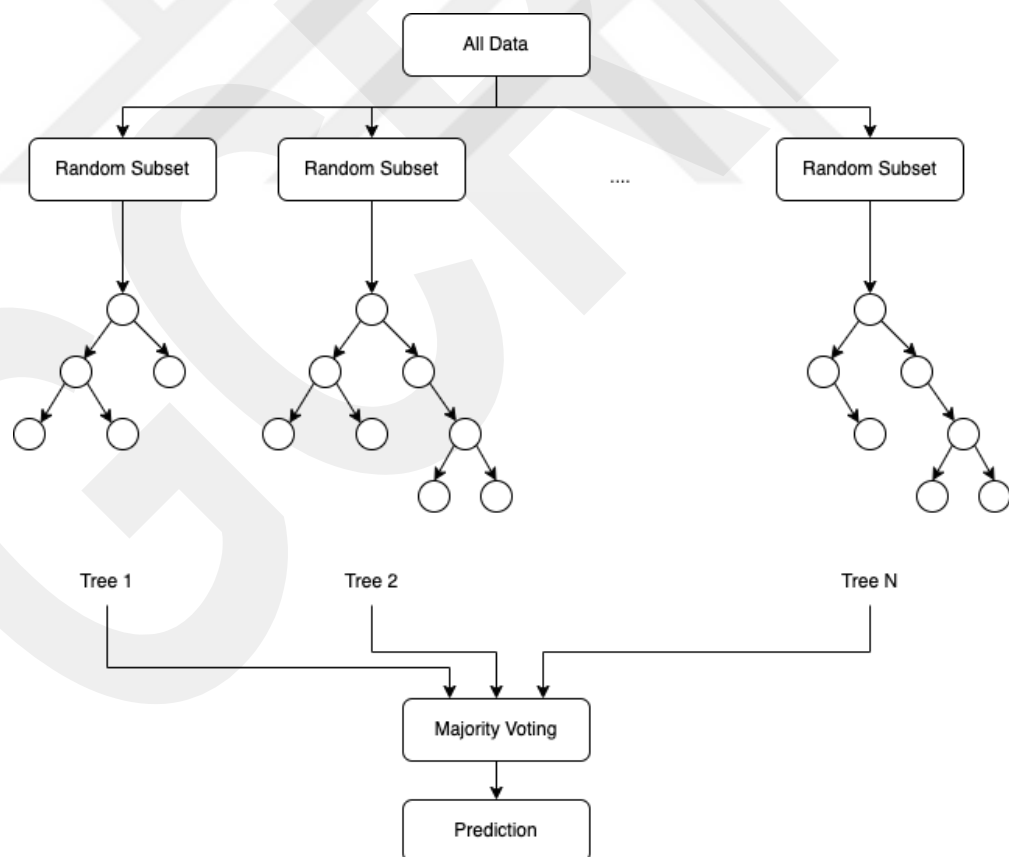 All Data
Random Subset
Random Subset
....
Random Subset
Tree 1
Tree 2
Tree N
Majority Voting
Prediction